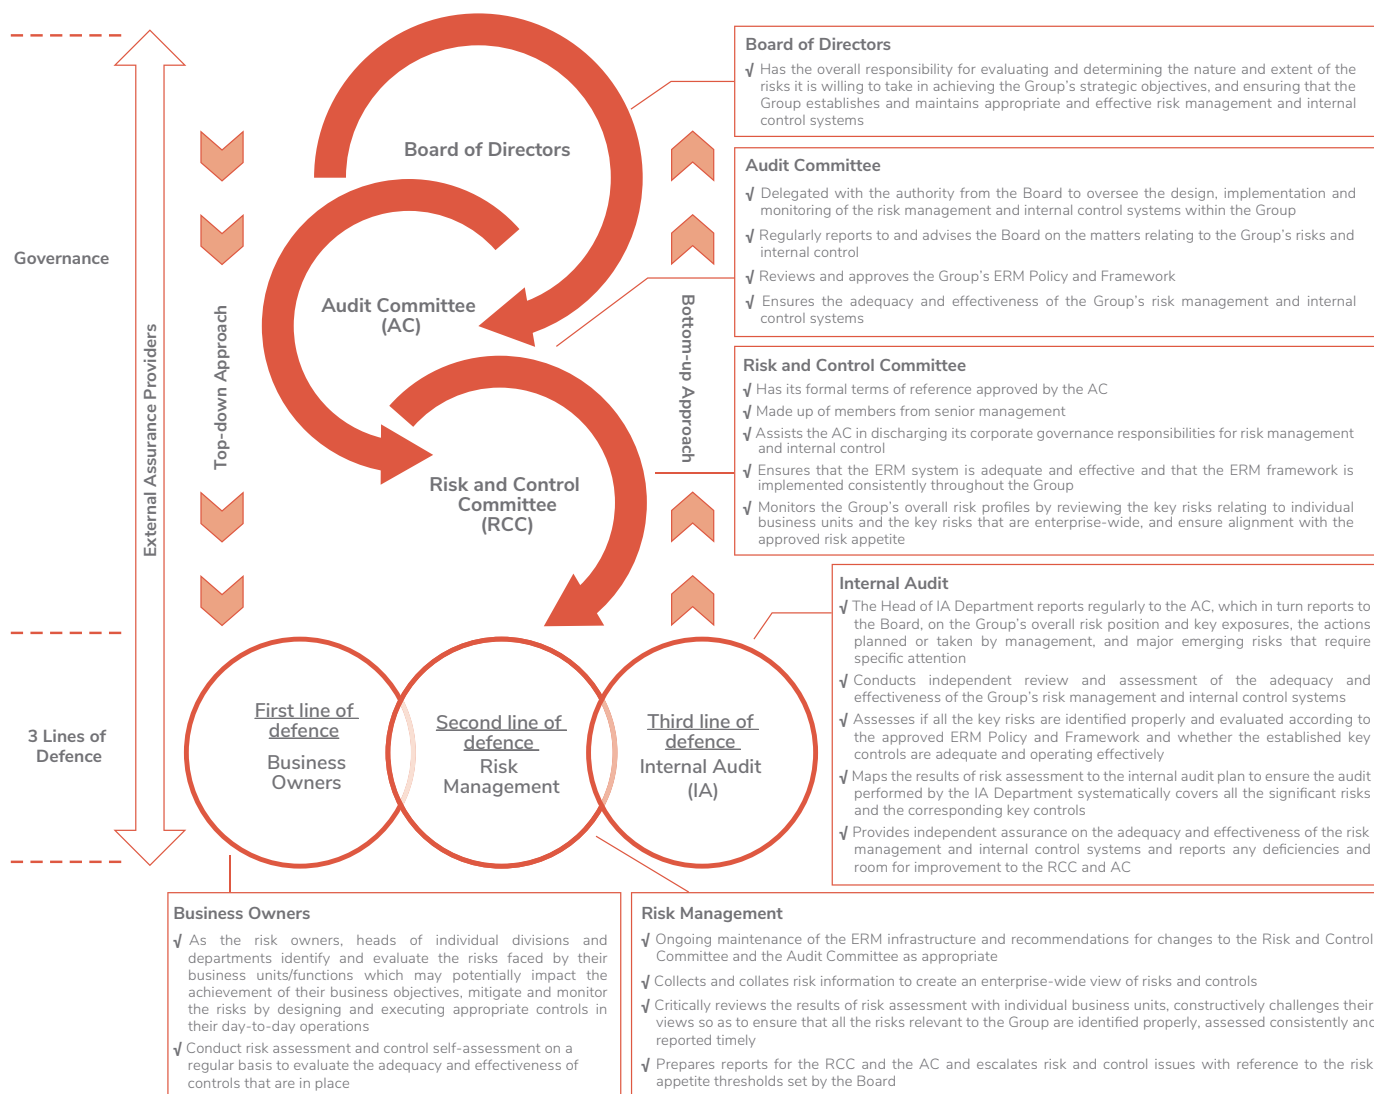 Governance
3 Lines of
Defence
External Assurance Providers
Top-down Approach
Board of Directors
Audit Committee
(AC)
Risk and Control
Committee
(RCC)
Bottom-up Approach
First line of
defence
Business
Owners
Second line of
defence
Risk
Management
Third line of
defence
Internal Audit
(IA)
Board of Directors
√ Has the overall responsibility for evaluating and determining the nature and extent of the
risks it is willing to take in achieving the Group's strategic objectives, and ensuring that the
Group establishes and maintains appropriate and effective risk management and internal
control systems
Audit Committee
√ Delegated with the authority from the Board to oversee the design, implementation and
monitoring of the risk management and internal control systems within the Group
√ Regularly reports to and advises the Board on the matters relating to the Group's risks and
internal control
√ Reviews and approves the Group's ERM Policy and Framework
√ Ensures the adequacy and effectiveness of the Group's risk management and internal
control systems
Risk and Control Committee
√ Has its formal terms of reference approved by the AC
√ Made up of members from senior management
√ Assists the AC in discharging its corporate governance responsibilities for risk management
and internal control
√ Ensures that the ERM system is adequate and effective and that the ERM framework is
implemented consistently throughout the Group
√ Monitors the Group's overall risk profiles by reviewing the key risks relating to individual
business units and the key risks that are enterprise-wide, and ensure alignment with the
approved risk appetite
Internal Audit
√ The Head of IA Department reports regularly to the AC, which in turn reports to
the Board, on the Group's overall risk position and key exposures, the actions
planned or taken by management, and major emerging risks that require
specific attention
√ Conducts independent review and assessment of the adequacy and
effectiveness of the Group's risk management and internal control systems
√ Assesses if all the key risks are identified properly and evaluated according to
the approved ERM Policy and Framework and whether the established key
controls are adequate and operating effectively
√ Maps the results of risk assessment to the internal audit plan to ensure the audit
performed by the IA Department systematically covers all the significant risks
and the corresponding key controls
√ Provides independent assurance on the adequacy and effectiveness of the risk
management and internal control systems and reports any deficiencies and
room for improvement to the RCC and AC
Business Owners
√ As the risk owners, heads of individual divisions and
departments identify and evaluate the risks faced by their
business units/functions which may potentially impact the
achievement of their business objectives, mitigate and monitor
the risks by designing and executing appropriate controls in
their day-to-day operations
√ Conduct risk assessment and control self-assessment on a
regular basis to evaluate the adequacy and effectiveness of
controls that are in place
Risk Management
√ Ongoing maintenance of the ERM infrastructure and recommendations for changes to the Risk and Control
Committee and the Audit Committee as appropriate
√ Collects and collates risk information to create an enterprise-wide view of risks and controls
√ Critically reviews the results of risk assessment with individual business units, constructively challenges their
views so as to ensure that all the risks relevant to the Group are identified properly, assessed consistently and
reported timely
√ Prepares reports for the RCC and the AC and escalates risk and control issues with reference to the risk
appetite thresholds set by the Board